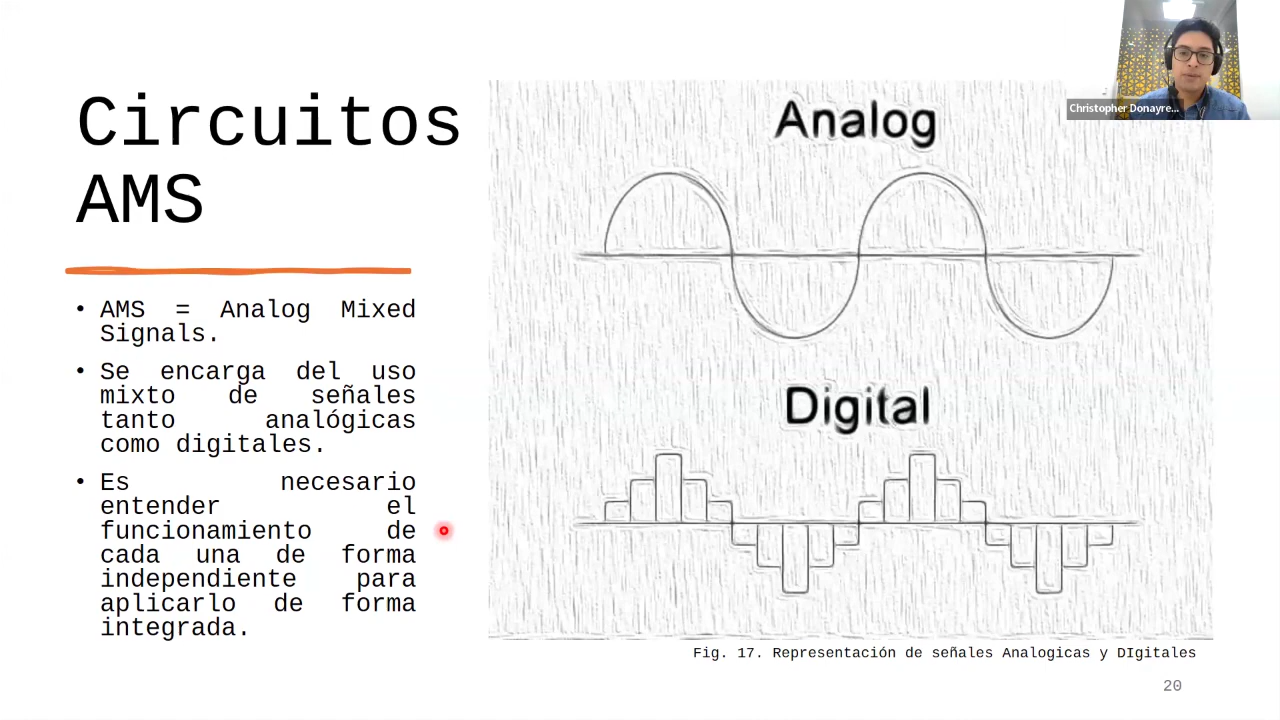 Circuitos
AMS
• AMS = Analog Mixed
Signals.
• Se encarga del uso
mixto de señales
tanto analógicas
como digitales.
• Es necesario
entender el
funcionamiento de
cada una de forma
independiente para
aplicarlo de forma
integrada.
Analog
Digital
Fig. 17. Representación de señales Analogicas y DIgitales
20
Christopher Donayre...